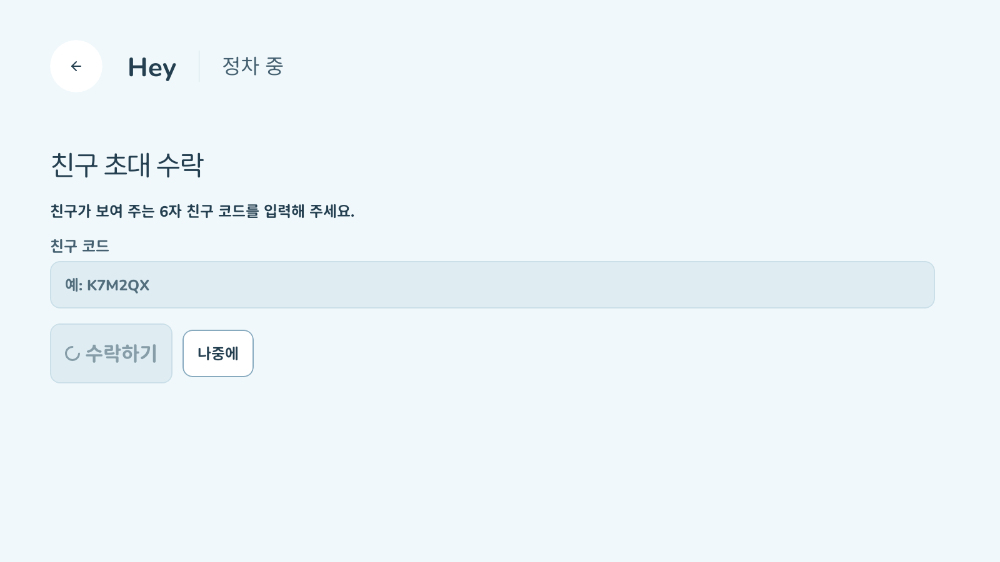 Hey
정차 중
친구 초대 수락
친구가 보여 주는 6자 친구 코드를 입력해 주세요.
친구 코드
예: K7M2QX
수락하기
나중에